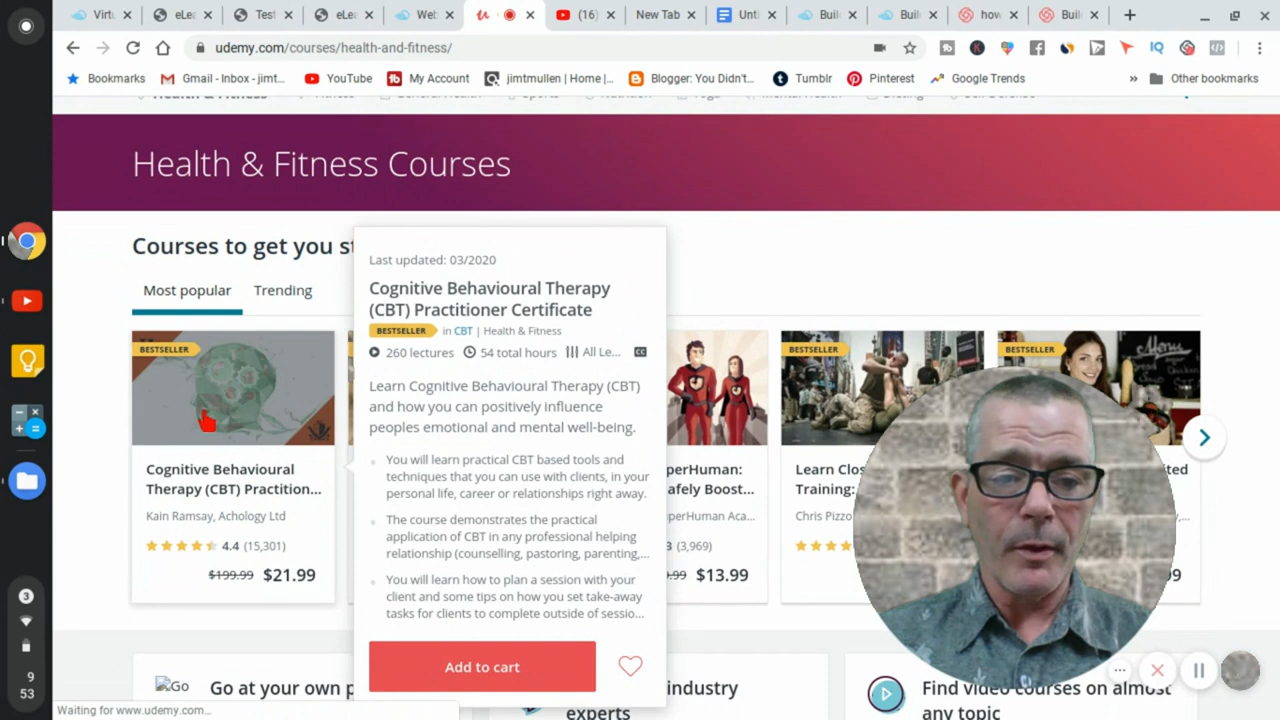 Virtu
eLea
Test
eLea
Web
(16)
New Tab
Unti
Buil
Buil
how
Buil
udemy.com/courses/health-and-fitness/
Bookmarks
Gmail - Inbox - jimt...
YouTube
My Account
jimtmullen | Home |...
Blogger: You Didn't...
Tumblr
Pinterest
Google Trends
»
Other bookmarks
Health & Fitness Courses
Courses to get you st
Most popular
Trending
BESTSELLER
Cognitive Behavioural
Therapy (CBT) Practition...
Kain Ramsay, Achology Ltd
4.4 (15,301)
$199.99 $21.99
Last updated: 03/2020
Cognitive Behavioural Therapy
(CBT) Practitioner Certificate
BESTSELLER in CBT | Health & Fitness
260 lectures 54 total hours All Le...
Learn Cognitive Behavioural Therapy (CBT)
and how you can positively influence
peoples emotional and mental well-being.
You will learn practical CBT based tools and
techniques that you can use with clients, in your
personal life, career or relationships right away.
The course demonstrates the practical
application of CBT in any professional helping
relationship (counselling, pastoring, parenting,...
You will learn how to plan a session with your
client and some tips on how you set take-away
tasks for clients to complete outside of sessio...
Add to cart
perHuman:
afely Boost...
perHuman Aca...
(3,969)
$13.99
BESTSELLER
Learn Clos
Training:
Chris Pizzo
BESTSELLER
Menu
ted
99
Go
Go at your own p
industry
experts
Find video courses on almost
any topic
3
9
53
Waiting for www.udemy.com...